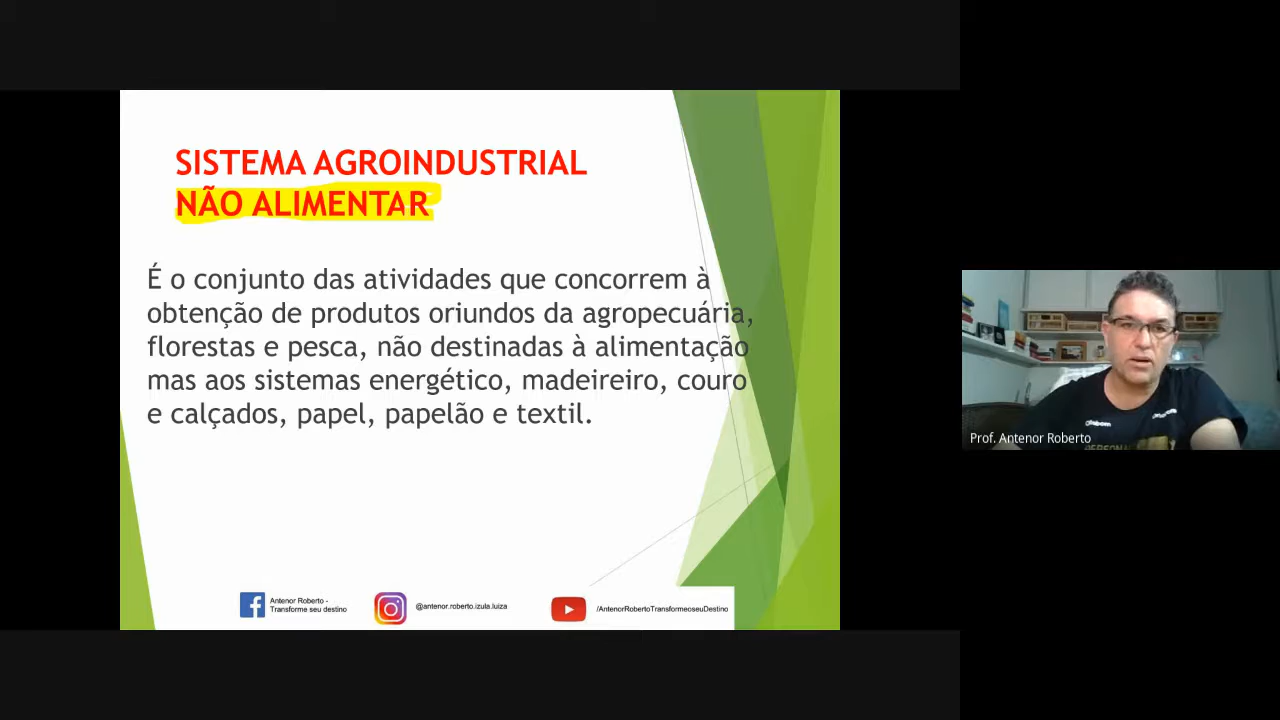 SISTEMA AGROINDUSTRIAL
NÃO ALIMENTAR
É o conjunto das atividades que concorrem à
obtenção de produtos oriundos da agropecuária,
florestas e pesca, não destinadas à alimentação
mas aos sistemas energético, madeireiro, couro
e calçados, papel, papelão e textil.
Antenor Roberto -
Transforme seu destino
@antenor.roberto.izula.luiza
/AntenorRobertoTransformeoseuDestino
Prof. Antenor Roberto